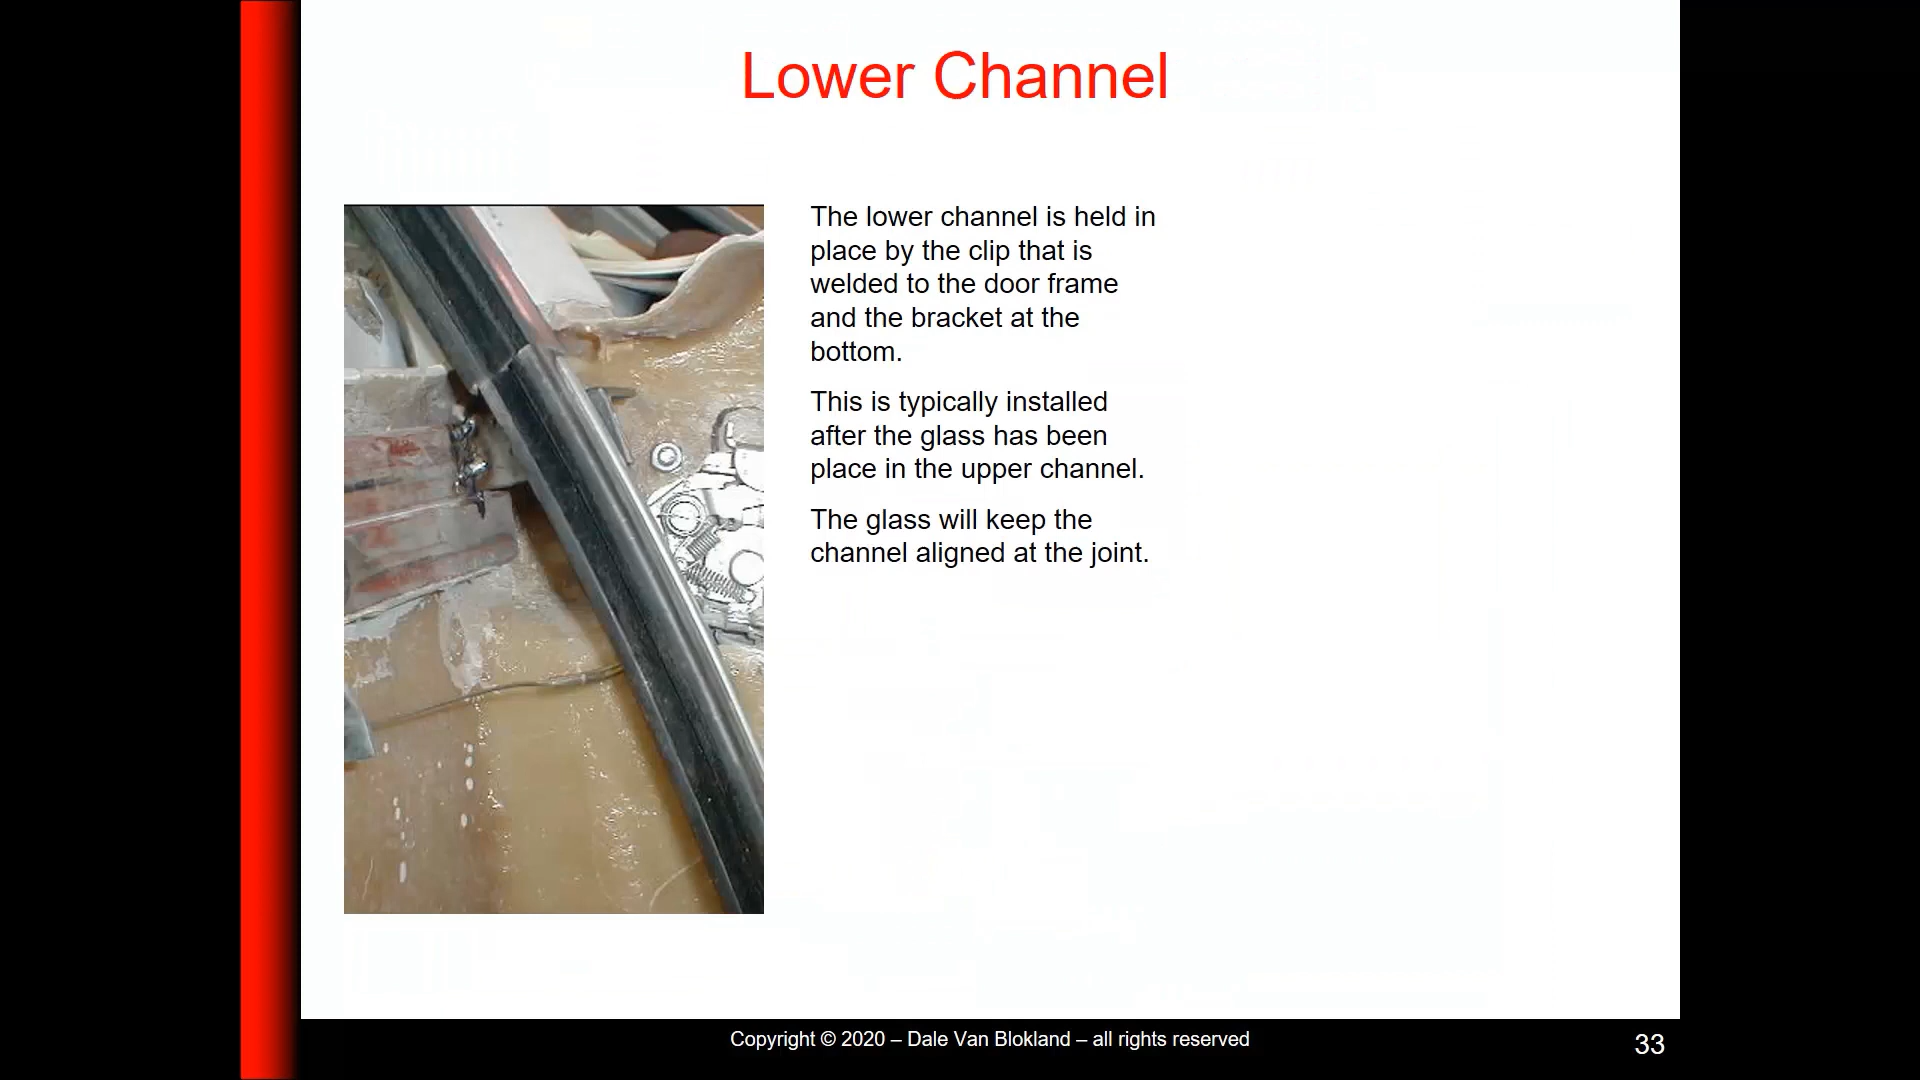 Lower Channel
The lower channel is held in
place by the clip that is
welded to the door frame
and the bracket at the
bottom.
This is typically installed
after the glass has been
place in the upper channel.
The glass will keep the
channel aligned at the joint.
Copyright © 2020 – Dale Van Blokland – all rights reserved
33